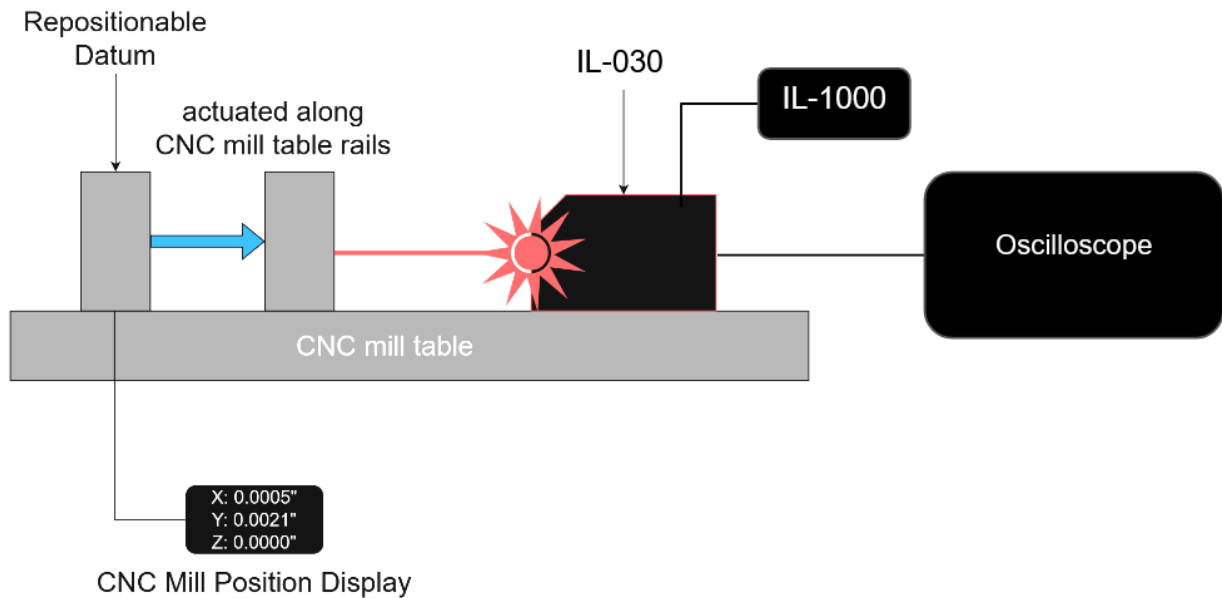 Repositionable
Datum
actuated along
CNC mill table rails
IL-030
IL-1000
Oscilloscope
CNC mill table
X: 0.0005"
Y: 0.0021"
Z: 0.0000"
CNC Mill Position Display